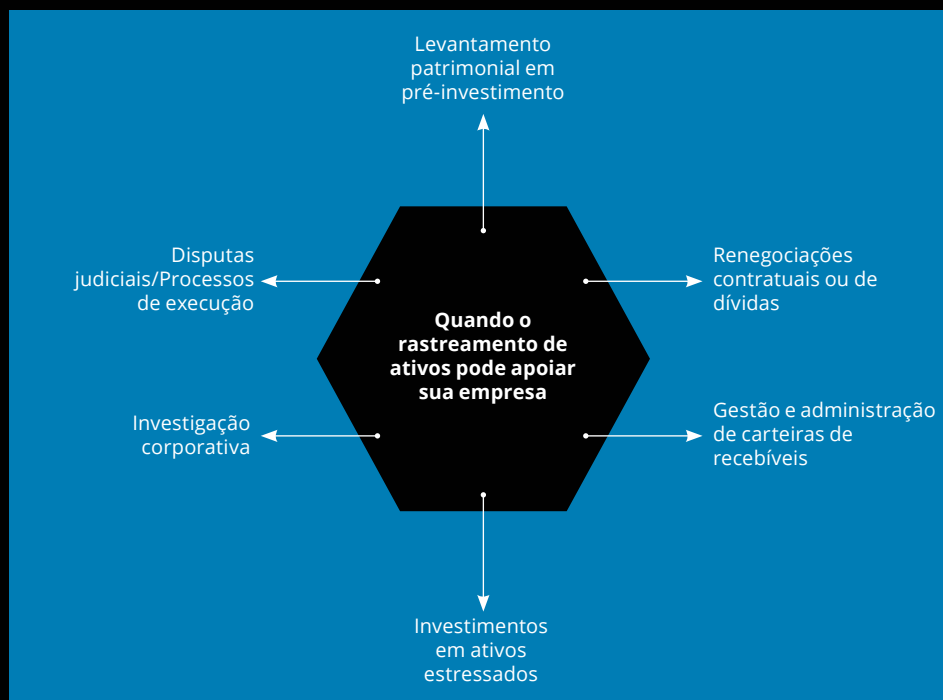 Levantamento
patrimonial em
pré-investimento
Disputas
judiciais/Processos
de execução
Renegociações
contratuais ou de
dívidas
Quando o
rastreamento de
ativos pode apoiar
sua empresa
Investigação
corporativa
Gestão e administração
de carteiras de
recebíveis
Investimentos
em ativos
estressados